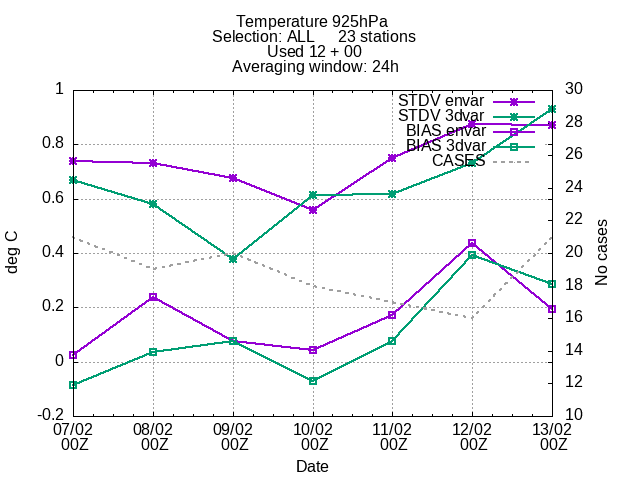 Temperature 925hPa
Selection: ALL 23 stations
Used 12 + 00
Averaging window: 24h
STDV envar
STDV 3dvar
BIAS envar
BIAS 3dvar
CASES
1
0.8
0.6
0.4
0.2
0
-0.2
deg C
30
28
26
24
22
20
18
16
14
12
10
No cases
07/02 08/02 09/02 10/02 11/02 12/02 13/02
00Z 00Z 00Z 00Z 00Z 00Z 00Z
Date